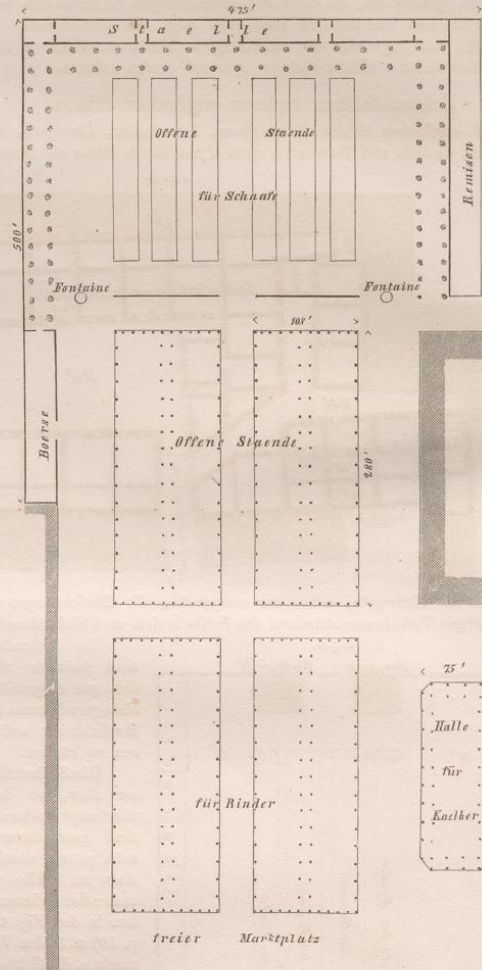 475'
Staelle
Offene Staende
für Schaafe
Remisen
500'
Fontaine
Fontaine
108'
Boerse
Offene Staende
280'
75'
Halle
für
Kaelber
für Rinder
freier Marktplatz